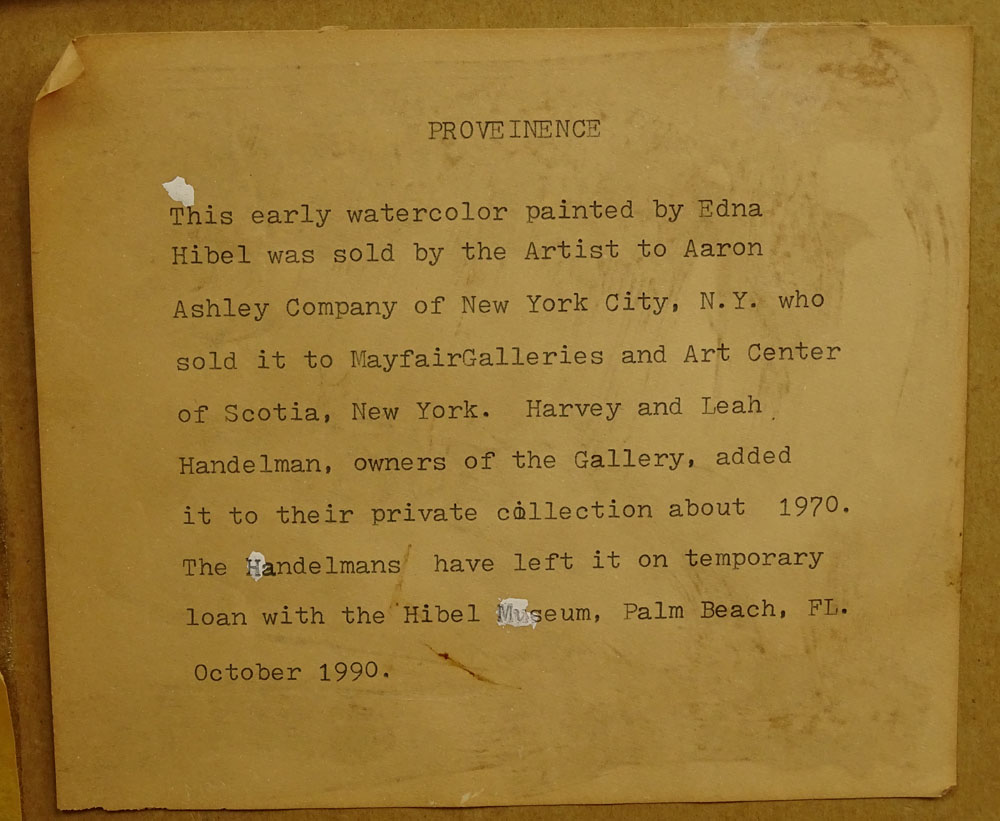 PROVEINENCE
This early watercolor painted by Edna
Hibel was sold by the Artist to Aaron
Ashley Company of New York City, N.Y. who
sold it to MayfairGalleries and Art Center
of Scotia, New York. Harvey and Leah
Handelman, owners of the Gallery, added
it to their private collection about 1970.
The Handelmans have left it on temporary
loan with the Hibel Museum, Palm Beach, FL.
October 1990.